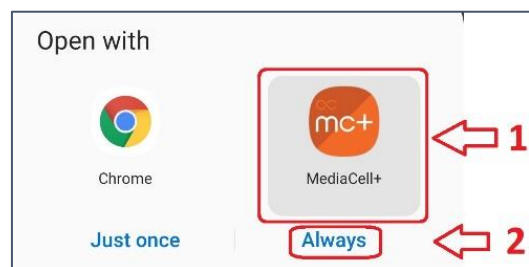 Open with
mc+
1
Chrome
MediaCell+
Just once
Always
2